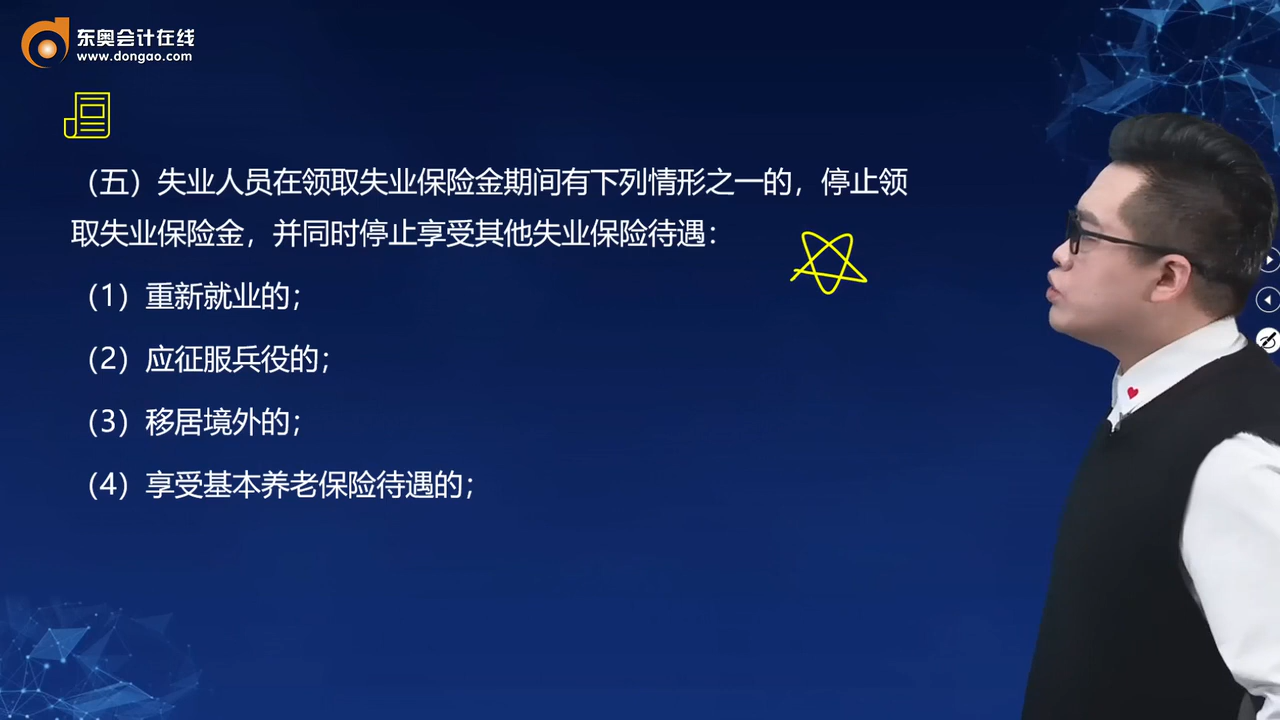 东奥会计在线
www.dongao.com
（五）失业人员在领取失业保险金期间有下列情形之一的，停止领
取失业保险金，并同时停止享受其他失业保险待遇：
（1）重新就业的；
（2）应征服兵役的；
（3）移居境外的；
（4）享受基本养老保险待遇的；